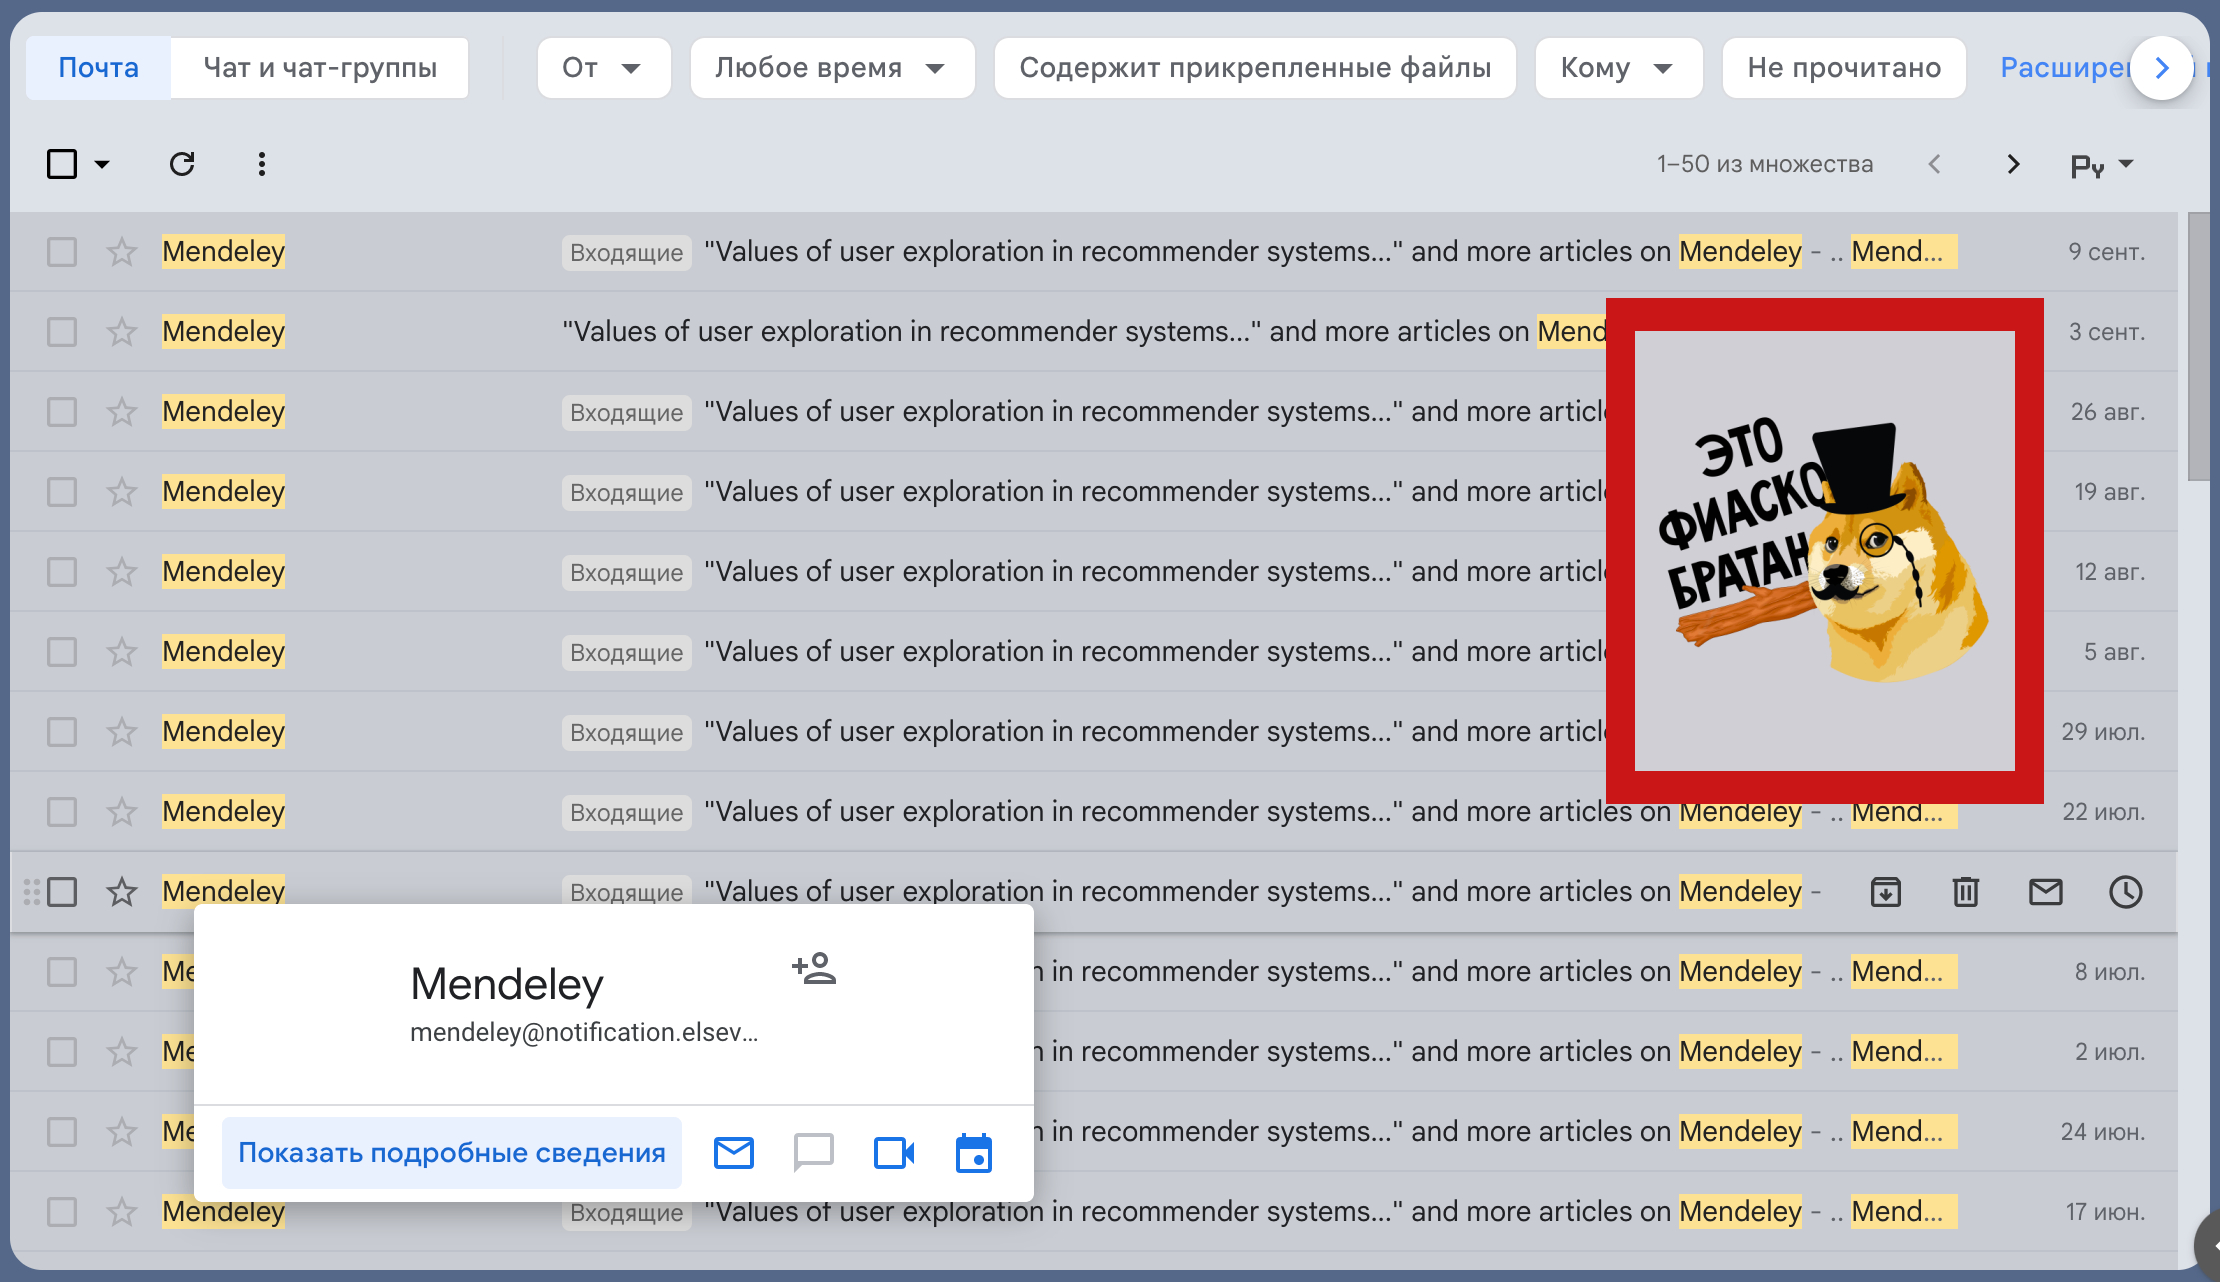 Почта Чат и чат-группы От Любое время Содержит прикрепленные файлы Кому Не прочитано
1–50 из множества Ру
Mendeley Входящие "Values of user exploration in recommender systems..." and more articles on Mendeley - .. Mend... 9 сент.
Mendeley "Values of user exploration in recommender systems..." and more articles on Mend 3 сент.
Mendeley Входящие "Values of user exploration in recommender systems..." and more 26 авг.
Mendeley Входящие "Values of user exploration in recommender systems..." and more 19 авг.
Mendeley Входящие "Values of user exploration in recommender systems..." and more 12 авг.
Mendeley Входящие "Values of user exploration in recommender systems..." and more 5 авг.
Mendeley Входящие "Values of user exploration in recommender systems..." and more 29 июл.
ЭТО
ФИАСКО
БРАТАН
Mendeley Входящие "Values of user exploration in recommender systems..." and more articles on Mendeley - .. Mend... 22 июл.
Mendeley Входящие "Values of user exploration in recommender systems..." and more articles on Mendeley -
in recommender systems..." and more articles on Mendeley - .. Mend... 8 июл.
in recommender systems..." and more articles on Mendeley - .. Mend... 2 июл.
in recommender systems..." and more articles on Mendeley - .. Mend... 24 июн.
Mendeley
mendeley@notification.elsev...
Показать подробные сведения
Mendeley Входящие "Values of user exploration in recommender systems..." and more articles on Mendeley - .. Mend... 17 июн.